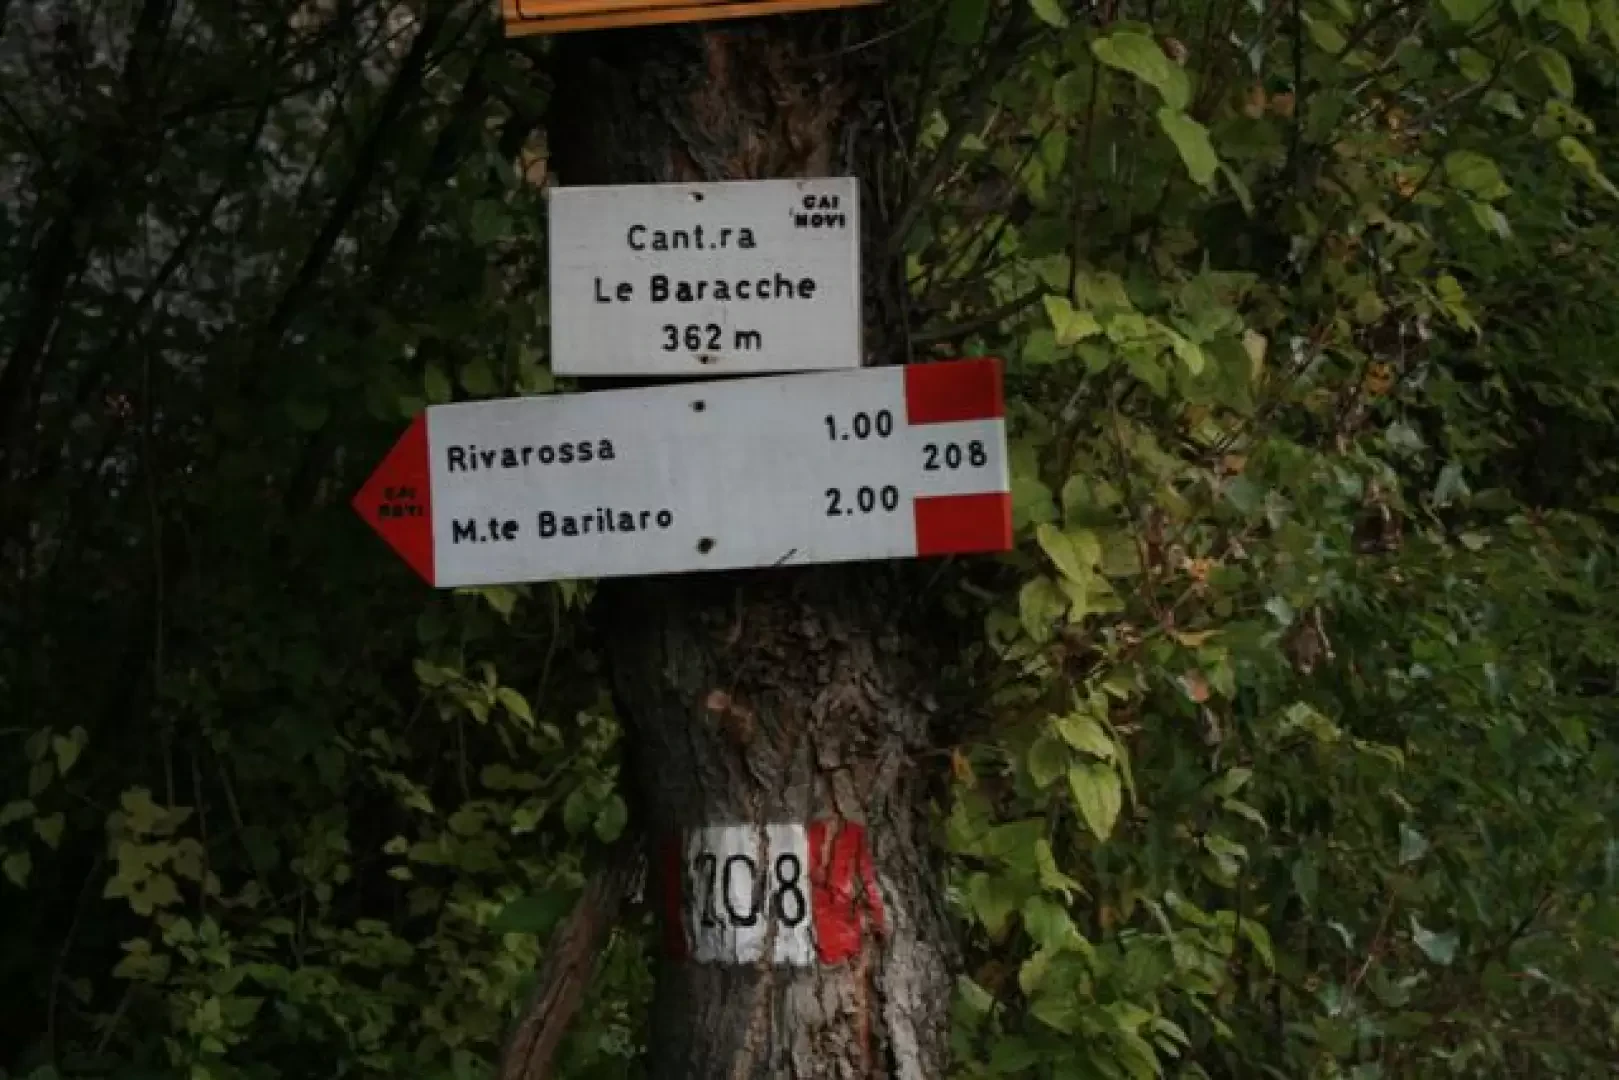 CAI
NOVI
Cant.ra
Le Baracche
362 m
Rivarossa 1.00
M.te Barilaro 2.00
208
CAI
NOVI
208